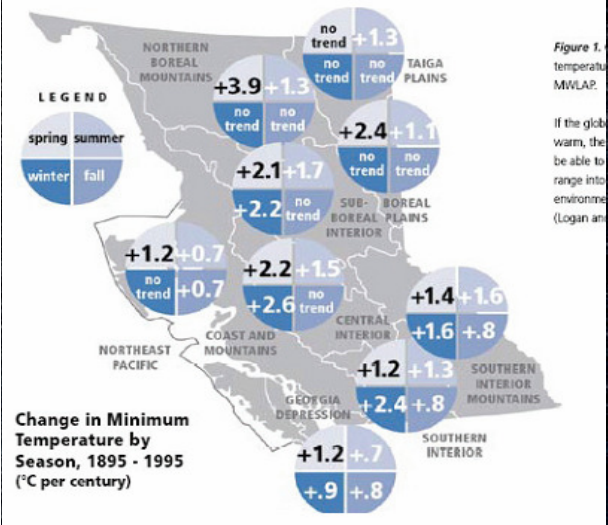 no
trend
+1.3
no
trend
no
trend
TAIGA
PLAINS
NORTHERN
BOREAL
MOUNTAINS
+3.9
+1.3
no
trend
no
trend
LEGEND
spring
summer
winter
fall
+2.4
+1.1
no
trend
no
trend
BOREAL
PLAINS
+2.1
+1.7
+2.2
no
trend
SUB-
BOREAL
INTERIOR
+1.2
+0.7
no
trend
+0.7
NORTHEAST
PACIFIC
+2.2
+1.5
+2.6
no
trend
CENTRAL
INTERIOR
COAST AND
MOUNTAINS
+1.4
+1.6
+1.6
+.8
SOUTHERN
INTERIOR
MOUNTAINS
+1.2
+1.3
+2.4
+.8
SOUTHERN
INTERIOR
GEORGIA
DEPRESSION
+1.2
+.7
+.9
+.8
Change in Minimum
Temperature by
Season, 1895 - 1995
(°C per century)
Figure 1.
MWLAP.
If the
warm, the
be able to
range into
(Logan